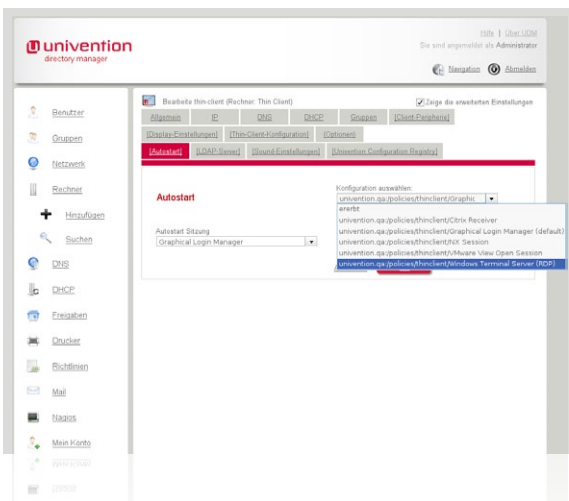 Hilfe | Über UDM
univention
directory manager
Sie sind angemeldet als Administrator
Navigation Abmelden
Benutzer
Gruppen
Netzwerk
Rechner
Hinzufügen
Suchen
DNS
DHCP
Freigaben
Drucker
Richtlinien
Mail
Nagios
Mein Konto
Bearbeite thin-client (Rechner: Thin Client)
Zeige die erweiterten Einstellungen
Allgemein IP DNS DHCP Gruppen [Client-Peripherie]
[Display-Einstellungen] [Thin-Client-Konfiguration] [Optionen]
[Autostart] [LDAP-Server] [Sound-Einstellungen] [Univention Configuration Registry]
Autostart
Konfiguration auswählen
univention.qa:/policies/thinclient/Graphic
ererbt
univention.qa:/policies/thinclient/Citrix Receiver
univention.qa:/policies/thinclient/Graphical Login Manager (default)
univention.qa:/policies/thinclient/NX Session
univention.qa:/policies/thinclient/VMware View Open Session
univention.qa:/policies/thinclient/Windows Terminal Server (RDP)
Autostart Sitzung
Graphical Login Manager